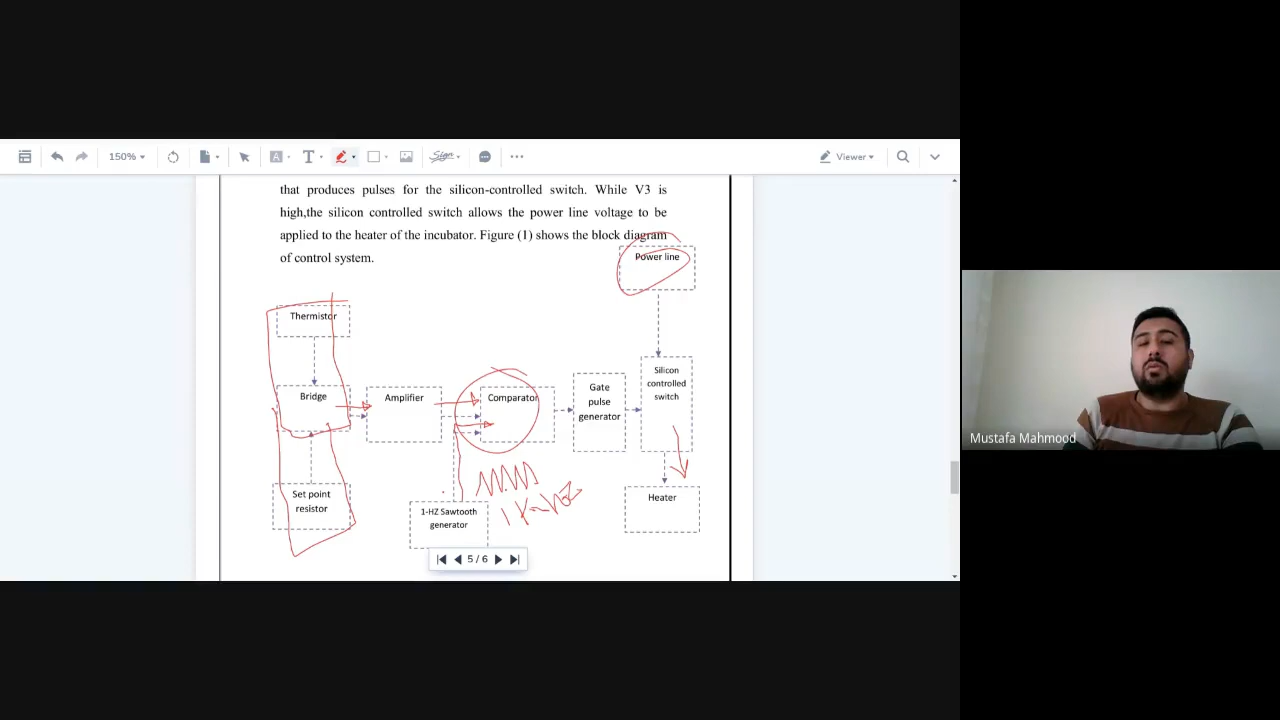 150%
T
Sign
Viewer
that produces pulses for the silicon-controlled switch. While V3 is
high,the silicon controlled switch allows the power line voltage to be
applied to the heater of the incubator. Figure (1) shows the block diagram
of control system.
Power line
Thermistor
Bridge
Amplifier
Comparator
Gate
pulse
generator
Silicon
controlled
switch
Set point
resistor
1-HZ Sawtooth
generator
Heater
5 / 6
Mustafa Mahmood